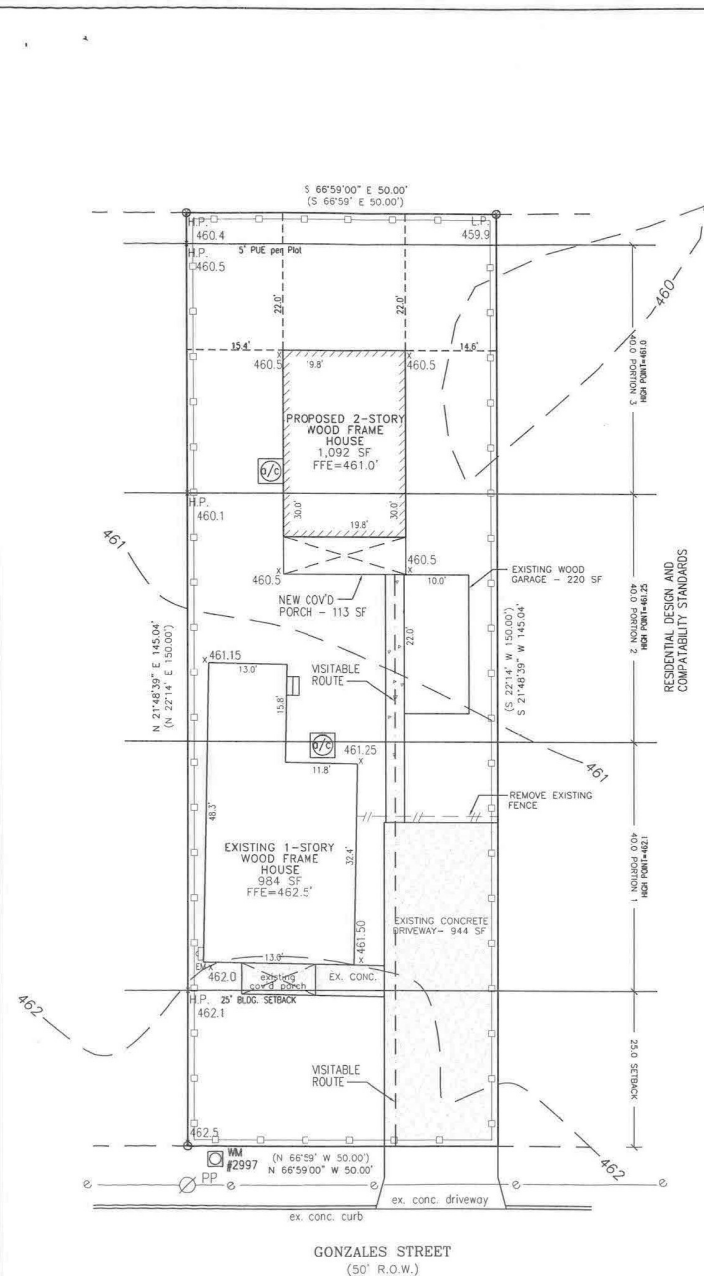 S 66°59'00" E 50.00'
(S 66°59' E 50.00')
H.P.
460.4
L.P.
459.9
5' PUE per Plat
H.P.
460.5
460
22.0'
22.0'
15.4'
14.6'
460.5
19.8'
460.5
40.0 PORTION 3
HIGH POINT=461.0
PROPOSED 2-STORY
WOOD FRAME
HOUSE
1,092 SF
FFE=461.0'
a/c
H.P.
460.1
30.0'
30.0'
19.8'
461
460.5
460.5
10.0'
EXISTING WOOD
GARAGE - 220 SF
NEW COV'D
PORCH - 113 SF
RESIDENTIAL DESIGN AND
COMPATABILITY STANDARDS
40.0 PORTION 2
HIGH POINT=461.25
N 21°48'39" E 145.04'
(N 22°14' E 150.00')
(S 22°14' W 150.00')
S 21°48'39" W 145.04'
22.0'
461.15
13.0'
VISITABLE
ROUTE
15.8'
a/c
461.25
11.8'
461
REMOVE EXISTING
FENCE
48.3'
32.4'
EXISTING 1-STORY
WOOD FRAME
HOUSE
984 SF
FFE=462.5'
40.0 PORTION 1
HIGH POINT=462.1
EXISTING CONCRETE
DRIVEWAY- 944 SF
461.50
13.0'
EM
462.0
existing
cov'd porch
EX. CONC.
462
H.P.
25' BLDG. SETBACK
462.1
25.0 SETBACK
VISITABLE
ROUTE
462.5
WM
#2997
(N 66°59' W 50.00')
N 66°59'00" W 50.00'
462
PP
e
e
e
e
e
ex. conc. driveway
ex. conc. curb
GONZALES STREET
(50' R.O.W.)